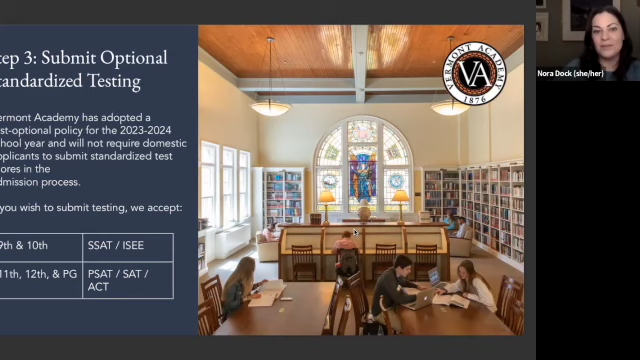 tep 3: Submit Optional
tandardized Testing
ermont Academy has adopted a
st-optional policy for the 2023-2024
hool year and will not require domestic
plicants to submit standardized test
ores in the
dmission process.
you wish to submit testing, we accept:
9th & 10th SSAT / ISEE
11th, 12th, & PG PSAT / SAT /
ACT
VERMONT ACADEMY
VA
1876
Nora Dock (she/her)